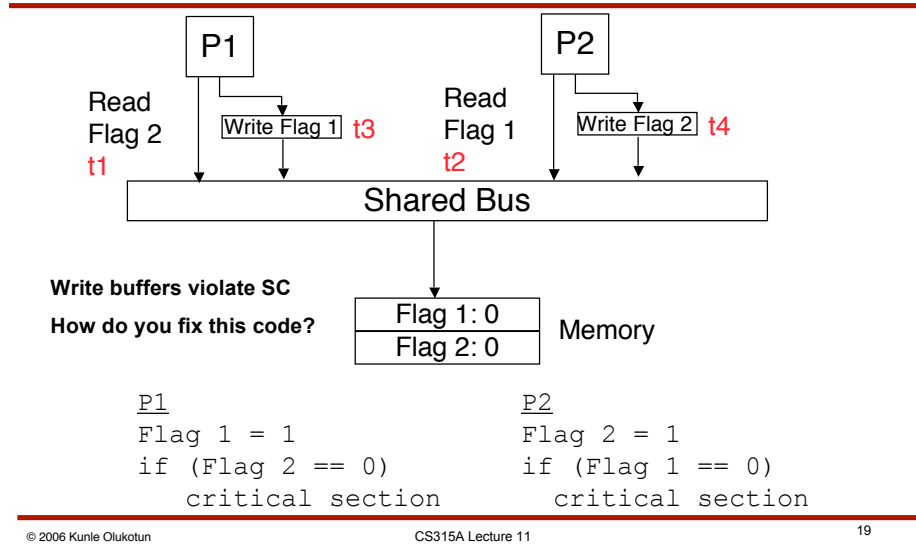 P1
P2
Read
Flag 2
t1
Write Flag 1 t3
Read
Flag 1
t2
Write Flag 2 t4
Shared Bus
Write buffers violate SC
How do you fix this code?
Flag 1: 0
Flag 2: 0
Memory
P1
Flag 1 = 1
if (Flag 2 == 0)
critical section
P2
Flag 2 = 1
if (Flag 1 == 0)
critical section
© 2006 Kunle Olukotun
CS315A Lecture 11
19